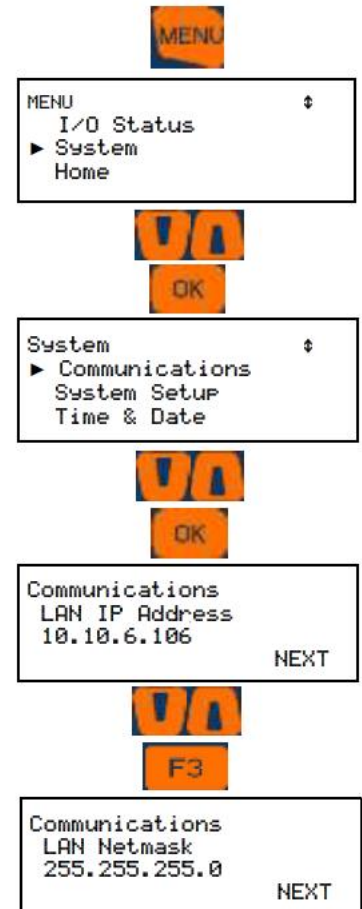 MENU
MENU
I/O Status
► System
Home
OK
System
► Communications
System Setup
Time & Date
OK
Communications
LAN IP Address
10.10.6.106
NEXT
F3
Communications
LAN Netmask
255.255.255.0
NEXT